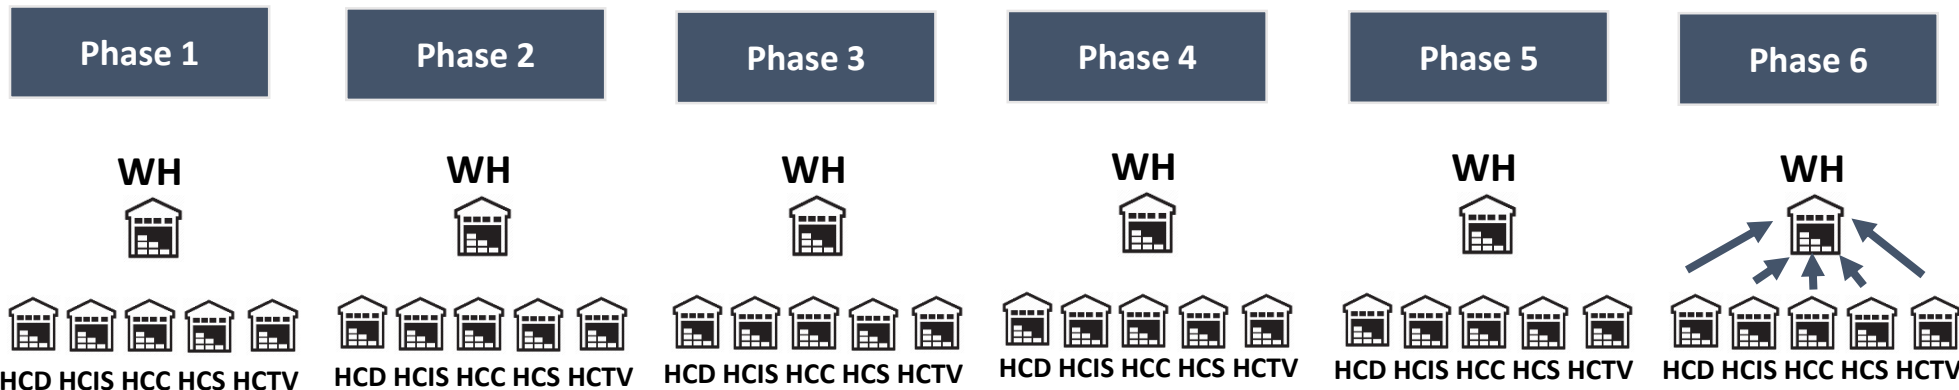 Phase 1 Phase 2 Phase 3 Phase 4 Phase 5 Phase 6
WH WH WH WH WH WH
HCD HCIS HCC HCS HCTV HCD HCIS HCC HCS HCTV HCD HCIS HCC HCS HCTV HCD HCIS HCC HCS HCTV HCD HCIS HCC HCS HCTV HCD HCIS HCC HCS HCTV